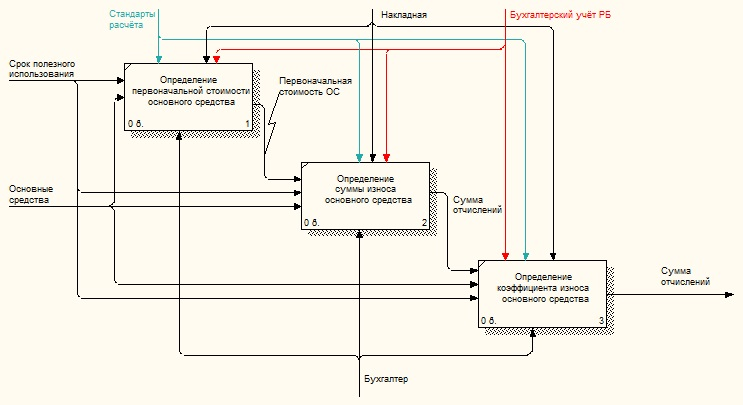 Стандарты
расчёта
Накладная
Бухгалтерский учёт РБ
Срок полезного
использования
Определение
первоначальной стоимости
основного средства
0 в.
1
Первоначальная
стоимость ОС
Основные
средства
Определение
суммы износа
основного средства
0 в.
2
Сумма
отчислений
Определение
коэффициента износа
основного средства
0 в.
3
Сумма
отчислений
Бухгалтер